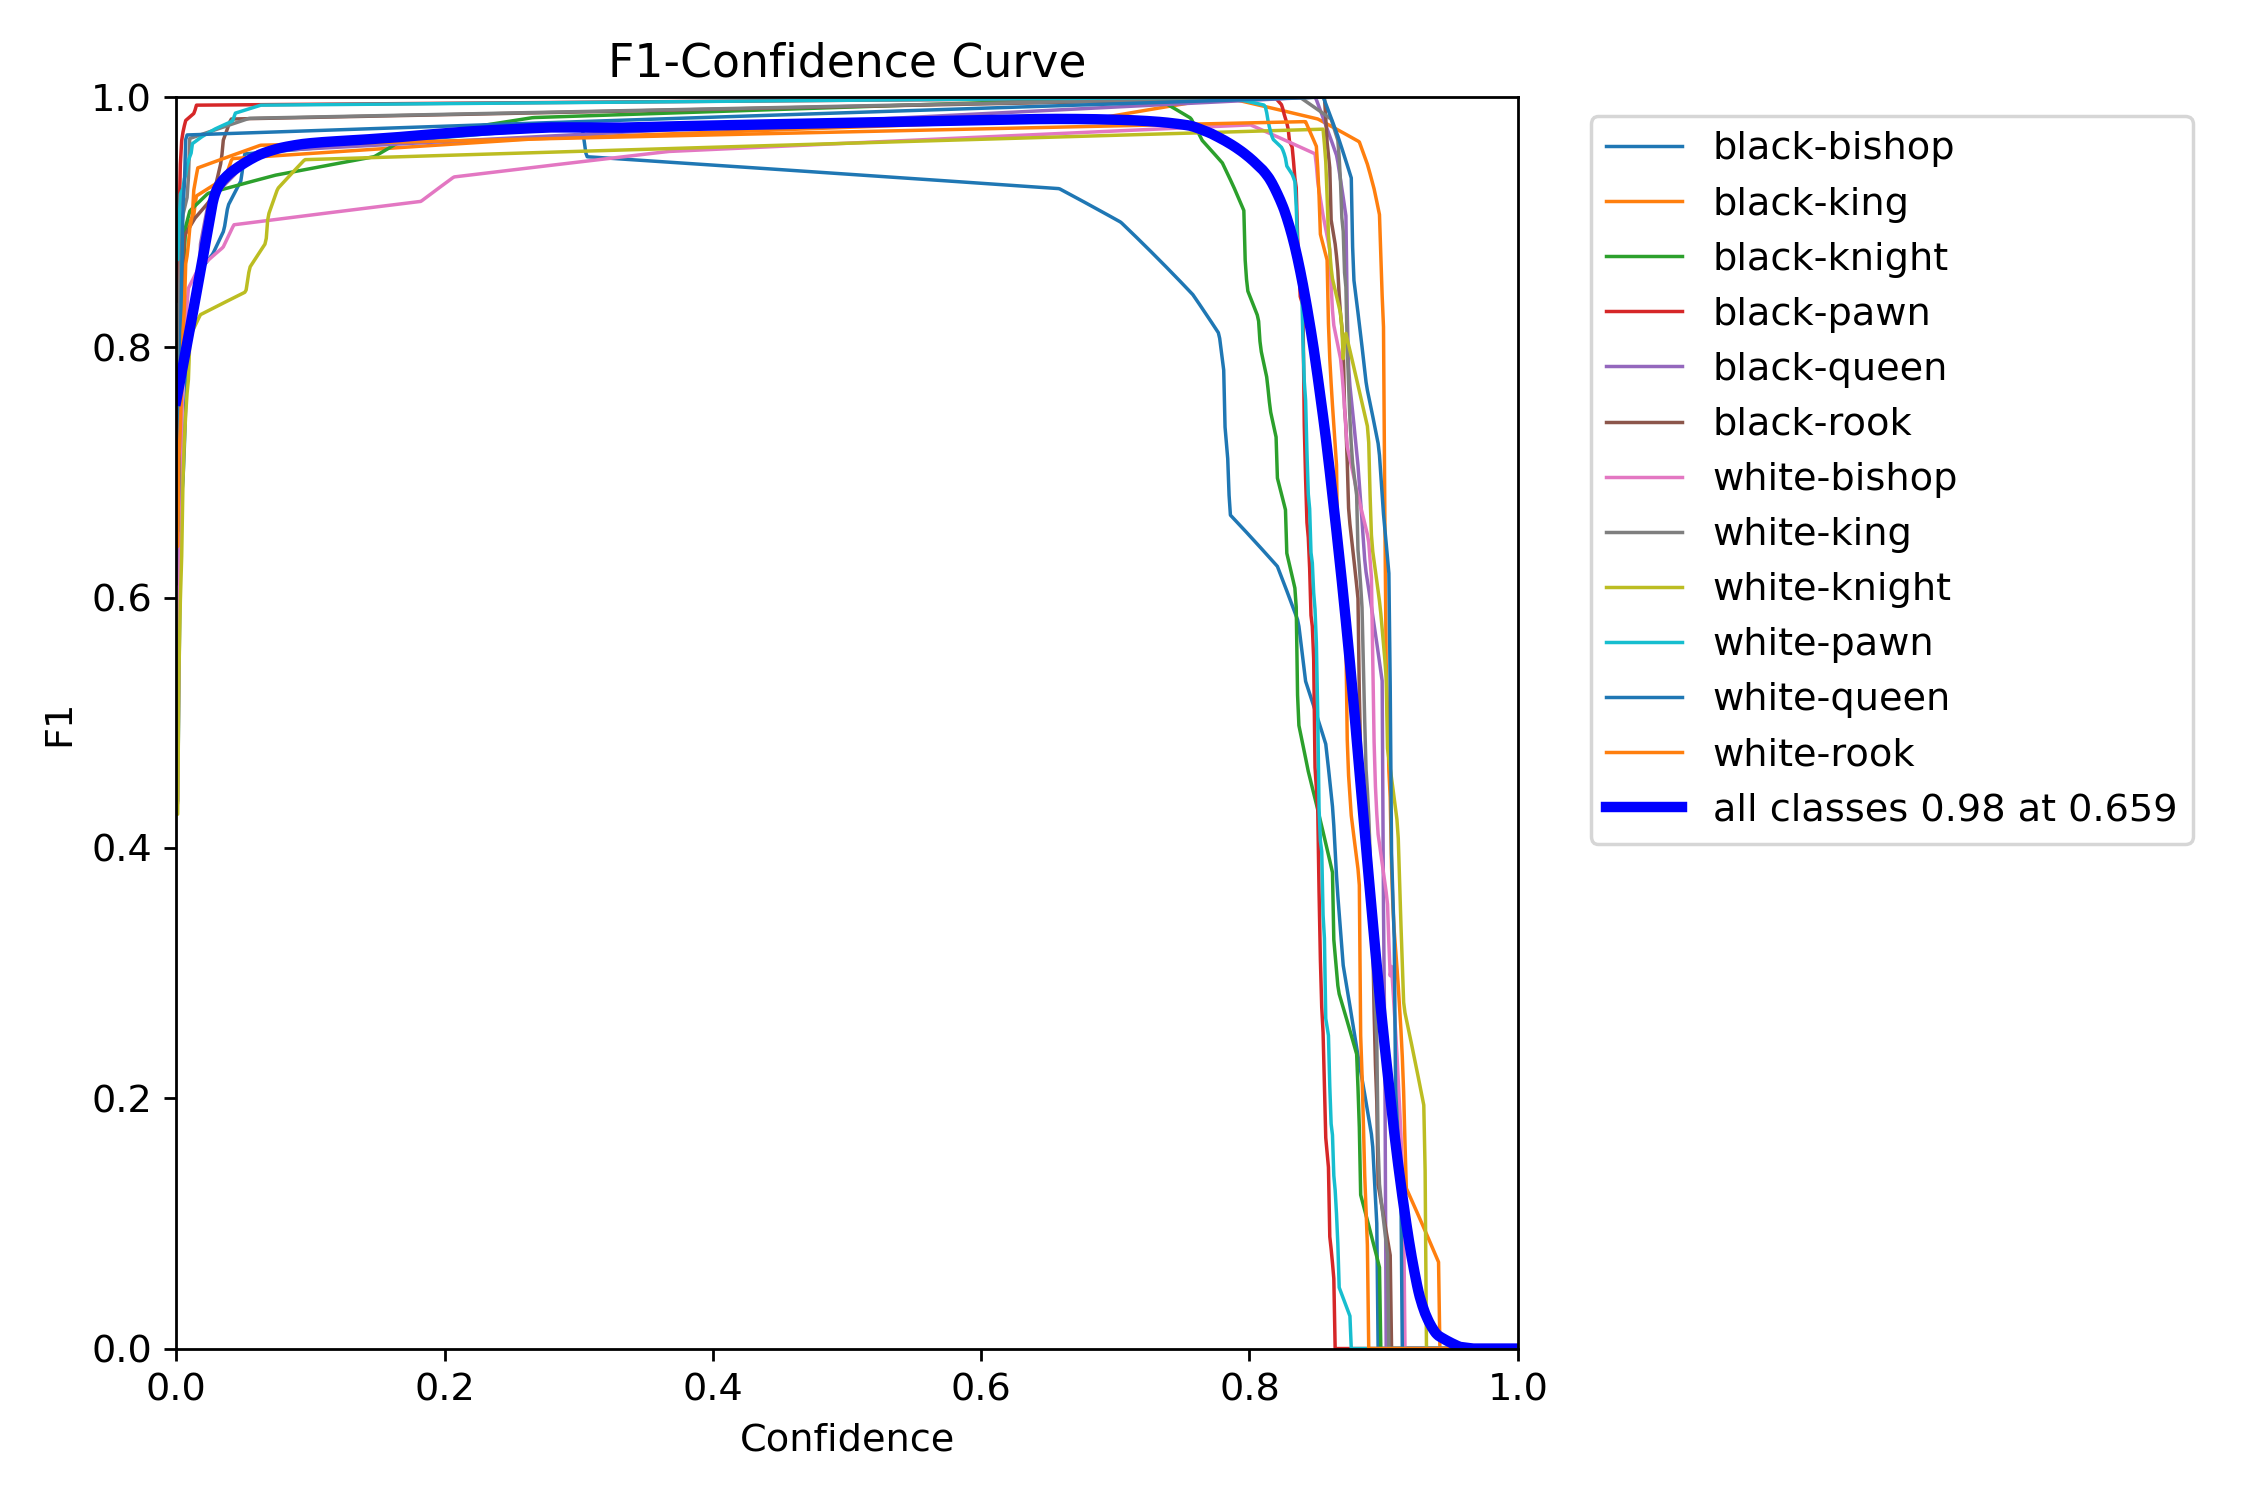 F1-Confidence Curve
1.0
0.8
0.6
0.4
0.2
0.0
F1
0.0 0.2 0.4 0.6 0.8 1.0
Confidence
black-bishop
black-king
black-knight
black-pawn
black-queen
black-rook
white-bishop
white-king
white-knight
white-pawn
white-queen
white-rook
all classes 0.98 at 0.659